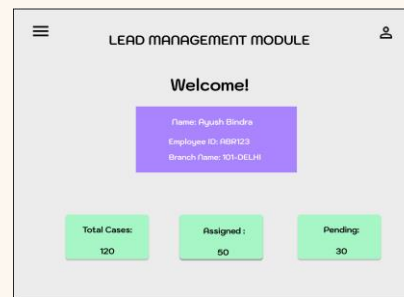 LEAD MANAGEMENT MODULE
Welcome!
Name: Ayush Bindra
Employee ID: ABR123
Branch Name: 101-DELHI
Total Cases:
120
Assigned :
50
Pending:
30